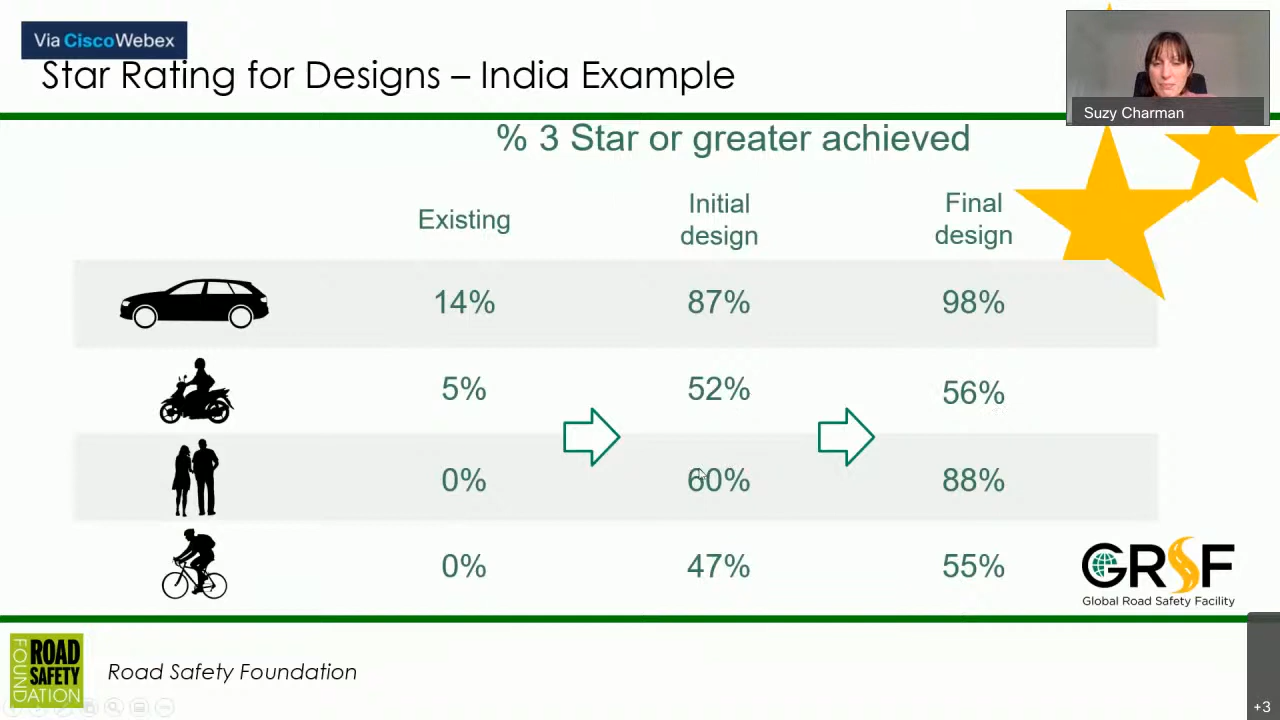 Via CiscoWebex
Star Rating for Designs – India Example
Suzy Charman
% 3 Star or greater achieved
Existing
Initial
design
Final
design
14%
87%
98%
5%
52%
56%
0%
60%
88%
0%
47%
55%
GRSF
Global Road Safety Facility
FOUNDATION
ROAD
SAFETY
Road Safety Foundation
+3